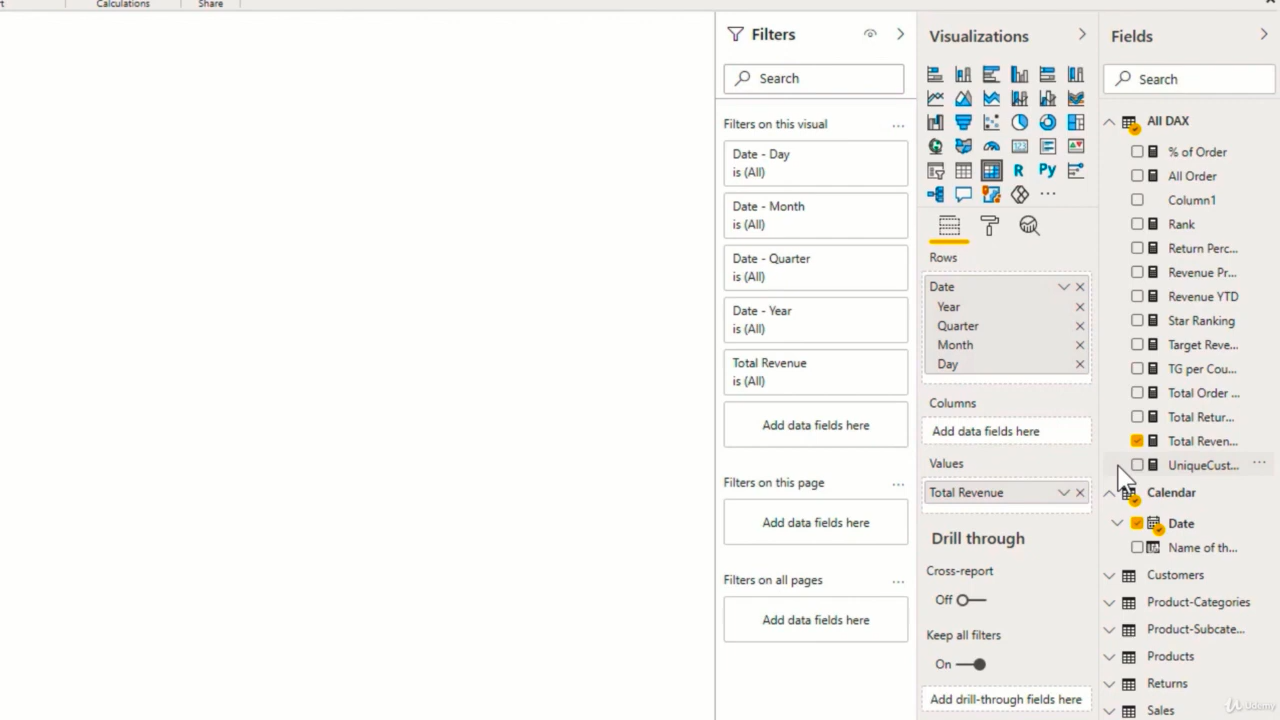 Calculations
Share
Filters
Search
Filters on this visual
Date - Day
is (All)
Date - Month
is (All)
Date - Quarter
is (All)
Date - Year
is (All)
Total Revenue
is (All)
Add data fields here
Filters on this page
Add data fields here
Filters on all pages
Add data fields here
Visualizations
R Py
Rows
Date
Year
Quarter
Month
Day
Columns
Add data fields here
Values
Total Revenue
Drill through
Cross-report
Off
Keep all filters
On
Add drill-through fields here
Fields
Search
All DAX
% of Order
All Order
Column1
Rank
Return Perc...
Revenue Pr...
Revenue YTD
Star Ranking
Target Reve...
TG per Cou...
Total Order ...
Total Retur...
Total Reven...
UniqueCust...
Calendar
Date
Name of th...
Customers
Product-Categories
Product-Subcate...
Products
Returns
Sales
Udemy